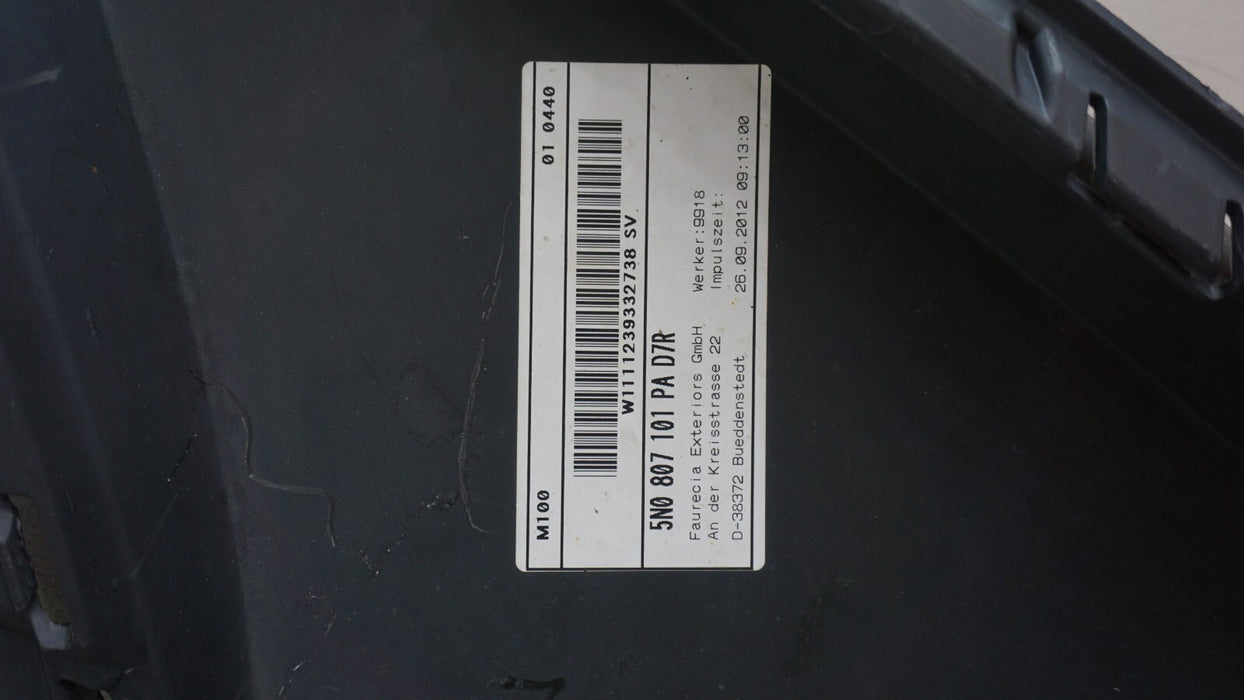 M100 01 0440
W1111239332738 SV
5N0 807 101 PA D7R
Faurecia Exteriors GmbH Werker:9918
An der Kreisstrasse 22 Impulszeit:
D-38372 Bueddenstedt 26.09.2012 09:13:00